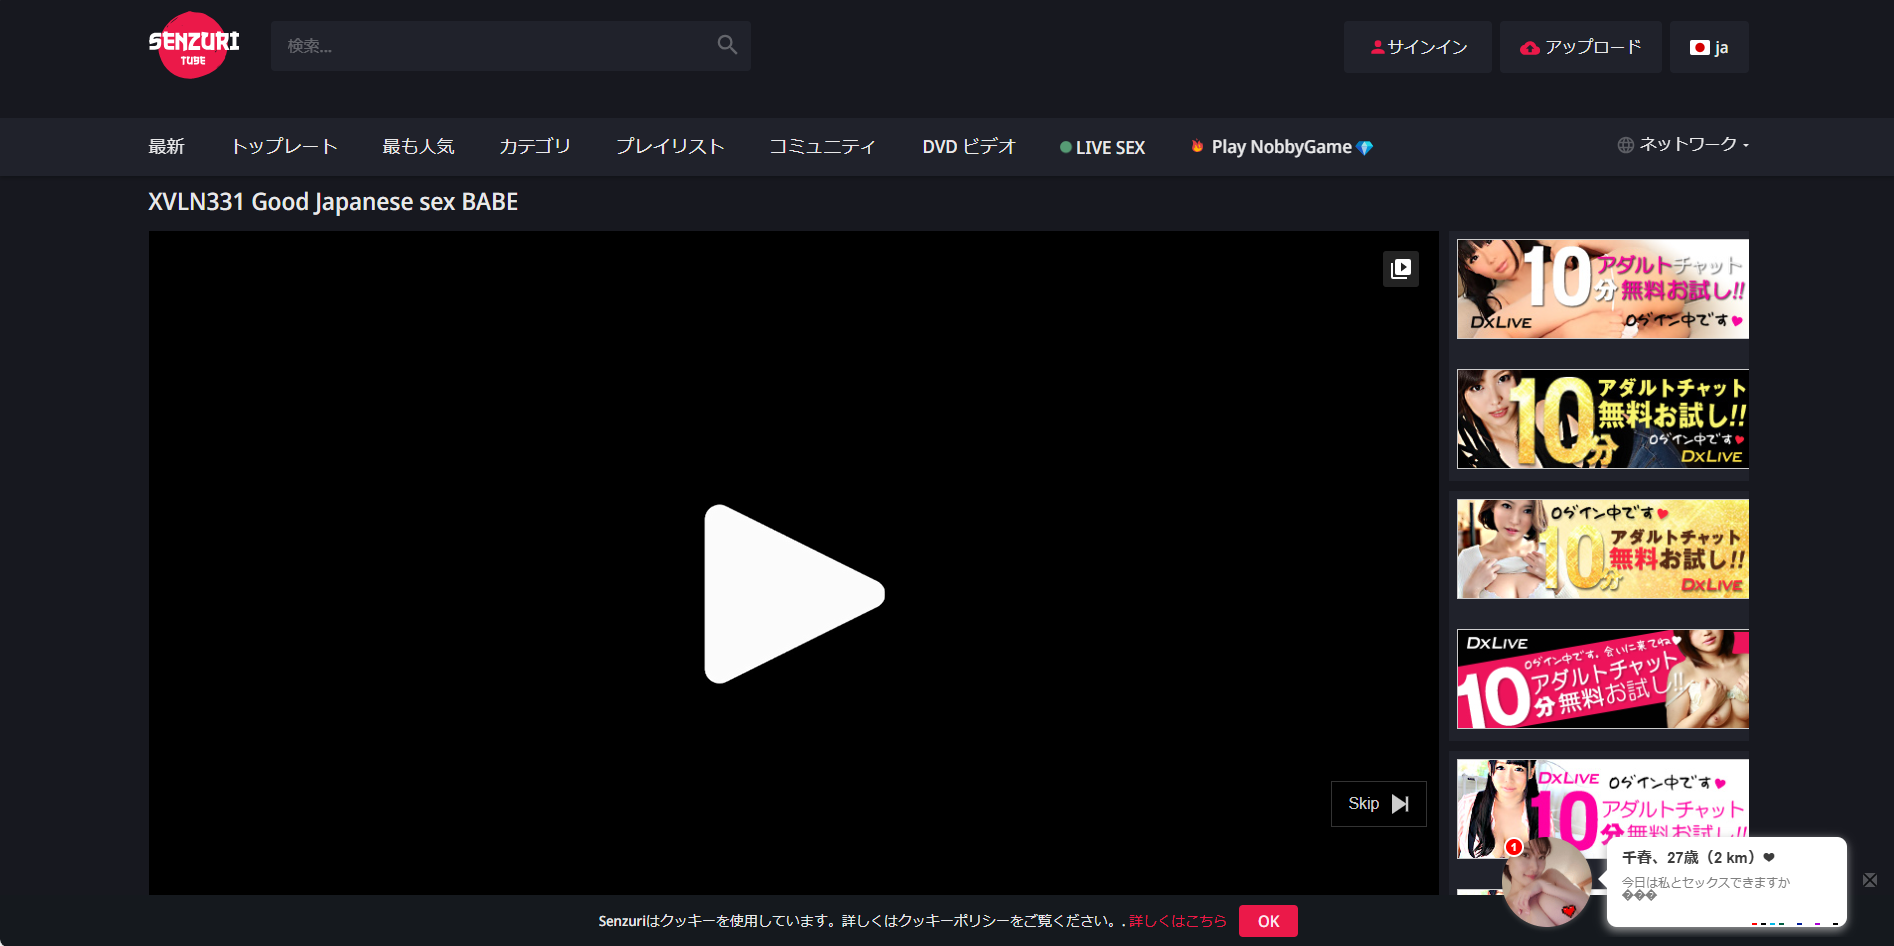 SENZURI
TUBE
検索...
サインイン
アップロード
ja
最新
トップレート
最も人気
カテゴリ
プレイリスト
コミュニティ
DVD ビデオ
LIVE SEX
Play NobbyGame
ネットワーク
XVLN331 Good Japanese sex BABE
10分
アダルトチャット
無料お試し!!
DXLIVE
ログイン中です
10分
アダルトチャット
無料お試し!!
ログイン中です
DXLIVE
ログイン中です
10分
アダルトチャット
無料お試し!!
DXLIVE
DXLIVE
ログイン中です。会いに来てね
10分
アダルトチャット
無料お試し!!
Skip
DXLIVE
ログイン中です
10分
アダルトチャット
無料お試し!!
1
千春、27歳（2 km）❤
今日は私とセックスできますか
���
Senzuriはクッキーを使用しています。詳しくはクッキーポリシーをご覧ください。. 詳しくはこちら
OK